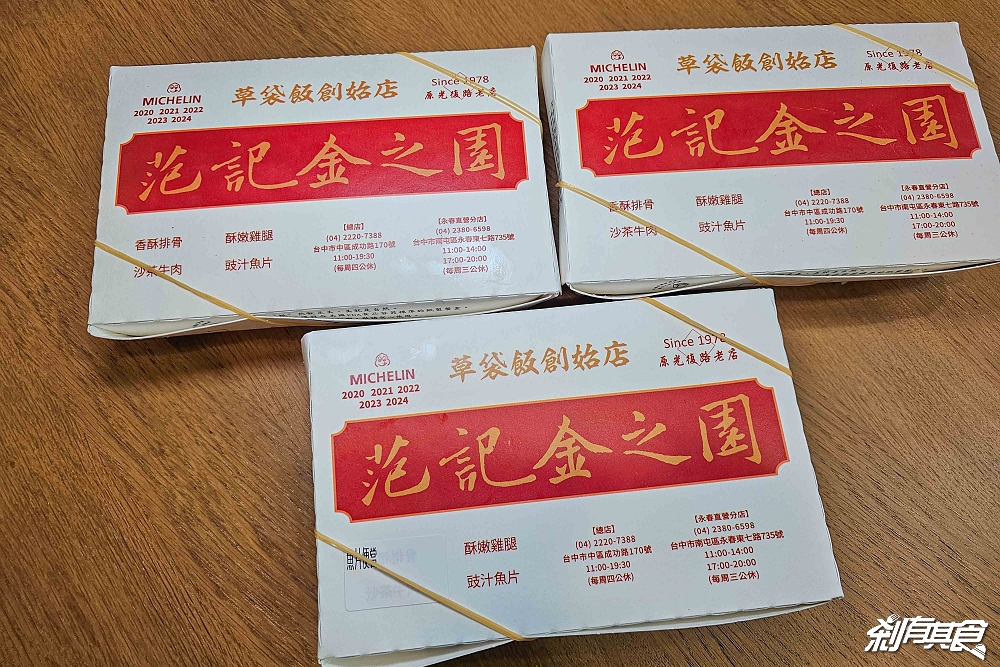 MICHELIN
2020 2021 2022
2023 2024
草袋飯創始店
Since 1978
原光復路老店
范記金之園
香酥排骨
酥嫩雞腿
沙茶牛肉
豉汁魚片
【總店】
(04) 2220-7388
台中市中區成功路170號
11:00-19:30
(每周四公休)
【永春直營分店】
(04) 2380-6598
台中市南屯區永春東七路735號
11:00-14:00
17:00-20:00
(每周三公休)
MICHELIN
2020 2021 2022
2023 2024
草袋飯創始店
Since 1978
原光復路老店
范記金之園
香酥排骨
酥嫩雞腿
沙茶牛肉
豉汁魚片
【總店】
(04) 2220-7388
台中市中區成功路170號
11:00-19:30
(每周四公休)
【永春直營分店】
(04) 2380-6598
台中市南屯區永春東七路735號
11:00-14:00
17:00-20:00
(每周三公休)
MICHELIN
2020 2021 2022
2023 2024
草袋飯創始店
Since 1978
原光復路老店
范記金之園
魚片便當
酥嫩雞腿
豉汁魚片
【總店】
(04) 2220-7388
台中市中區成功路170號
11:00-19:30
(每周四公休)
【永春直營分店】
(04) 2380-6598
台中市南屯區永春東七路735號
11:00-14:00
17:00-20:00
(每周三公休)
剎有其食